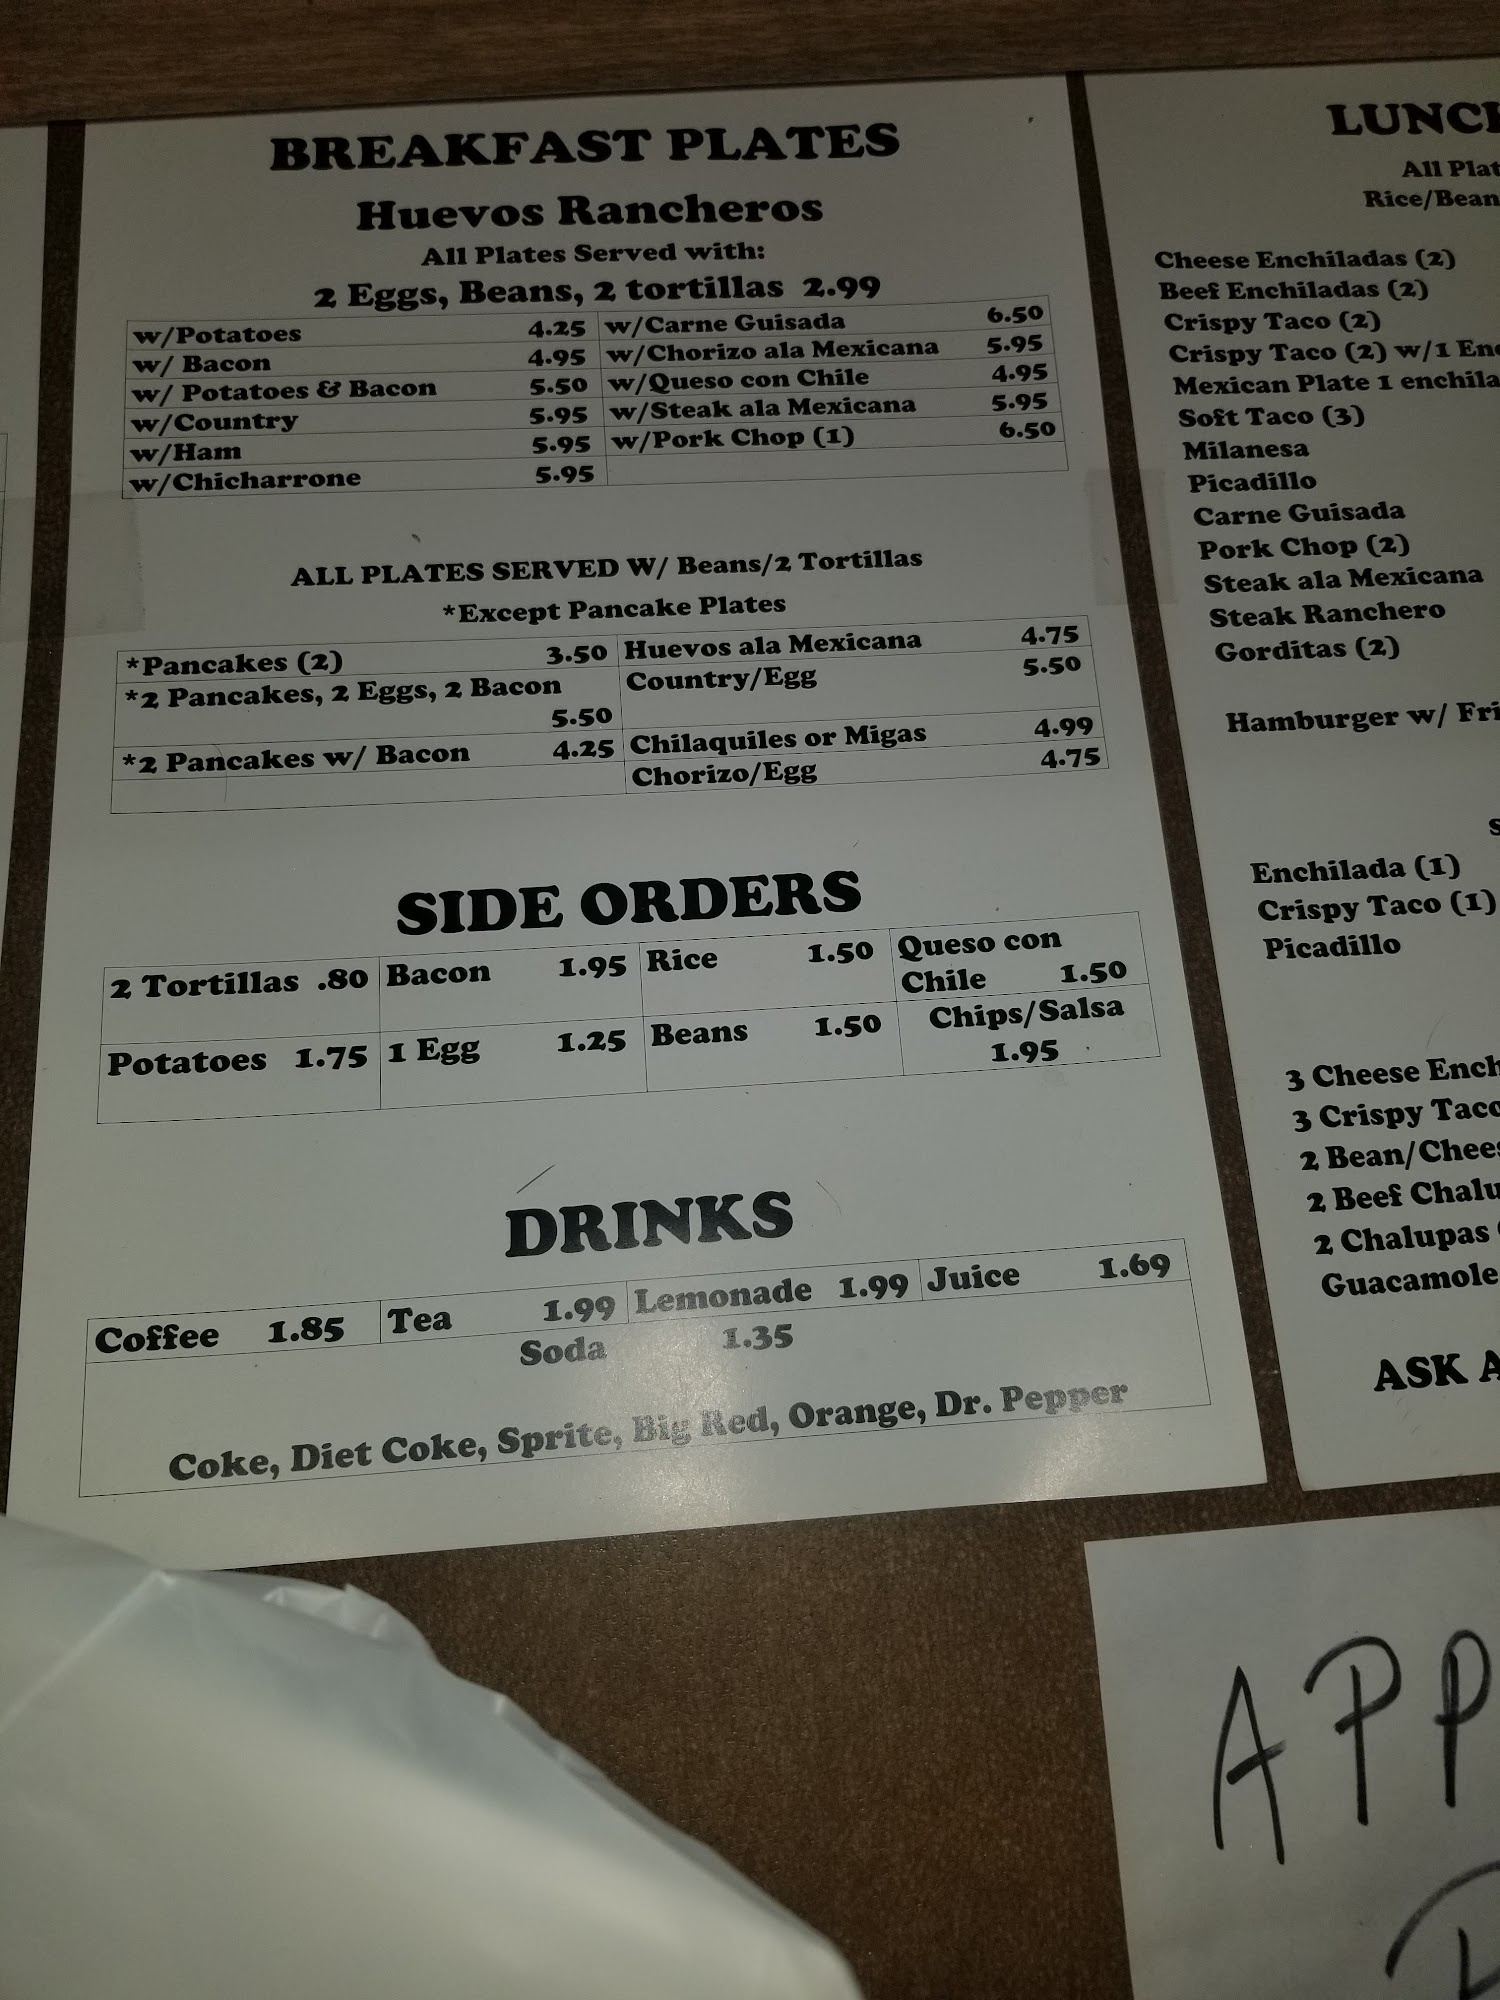 BREAKFAST PLATES
Huevos Rancheros
All Plates Served with:
2 Eggs, Beans, 2 tortillas 2.99
w/Potatoes 4.25 w/Carne Guisada 6.50
w/ Bacon 4.95 w/Chorizo ala Mexicana 5.95
w/ Potatoes & Bacon 5.50 w/Queso con Chile 4.95
w/Country 5.95 w/Steak ala Mexicana 5.95
w/Ham 5.95 w/Pork Chop (1) 6.50
w/Chicharrone 5.95
ALL PLATES SERVED W/ Beans/2 Tortillas
*Except Pancake Plates
*Pancakes (2) 3.50 Huevos ala Mexicana 4.75
*2 Pancakes, 2 Eggs, 2 Bacon Country/Egg 5.50
5.50
*2 Pancakes w/ Bacon 4.25 Chilaquiles or Migas 4.99
Chorizo/Egg 4.75
SIDE ORDERS
2 Tortillas .80 Bacon 1.95 Rice 1.50 Queso con
Chile 1.50
Potatoes 1.75 1 Egg 1.25 Beans 1.50 Chips/Salsa
1.95
DRINKS
Coffee 1.85 Tea 1.99 Lemonade 1.99 Juice 1.69
Soda 1.35
Coke, Diet Coke, Sprite, Big Red, Orange, Dr. Pepper
LUNC
All Plat
Rice/Bean
Cheese Enchiladas (2)
Beef Enchiladas (2)
Crispy Taco (2)
Crispy Taco (2) w/1 Enc
Mexican Plate 1 enchila
Soft Taco (3)
Milanesa
Picadillo
Carne Guisada
Pork Chop (2)
Steak ala Mexicana
Steak Ranchero
Gorditas (2)
Hamburger w/ Fri
S
Enchilada (1)
Crispy Taco (1)
Picadillo
3 Cheese Ench
3 Crispy Taco
2 Bean/Chees
2 Beef Chalu
2 Chalupas
Guacamole
ASK A
APP